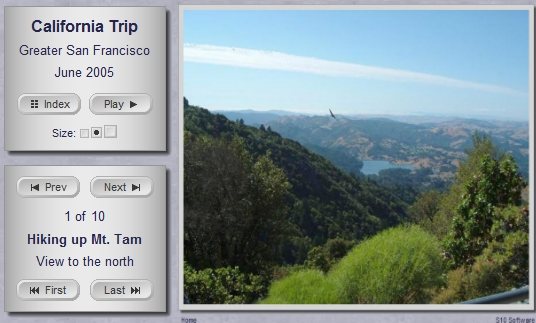 California Trip
Greater San Francisco
June 2005
Index Play
Size:
Prev Next
1 of 10
Hiking up Mt. Tam
View to the north
First Last
Home S10 Software